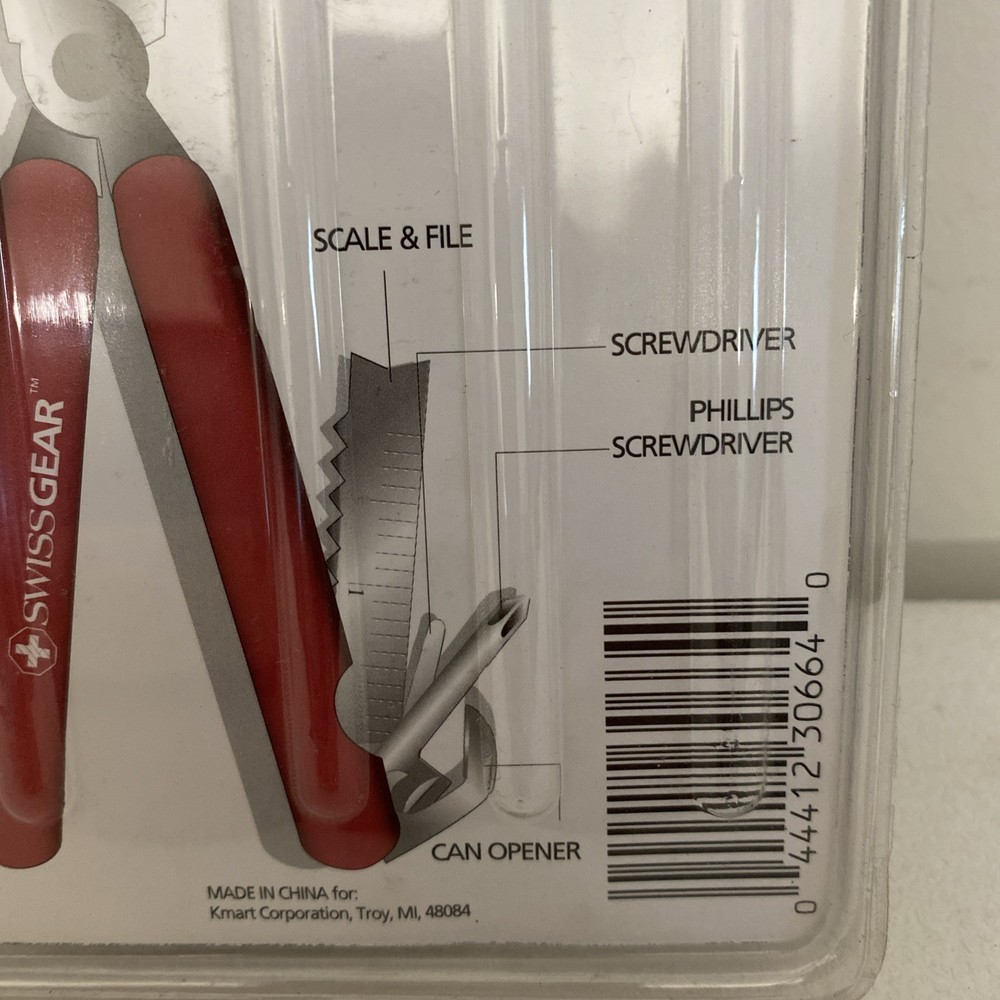 SCALE & FILE
SCREWDRIVER
PHILLIPS
SCREWDRIVER
SWISSGEAR™
1
CAN OPENER
MADE IN CHINA for:
Kmart Corporation, Troy, MI, 48084
0 44412 30664 0